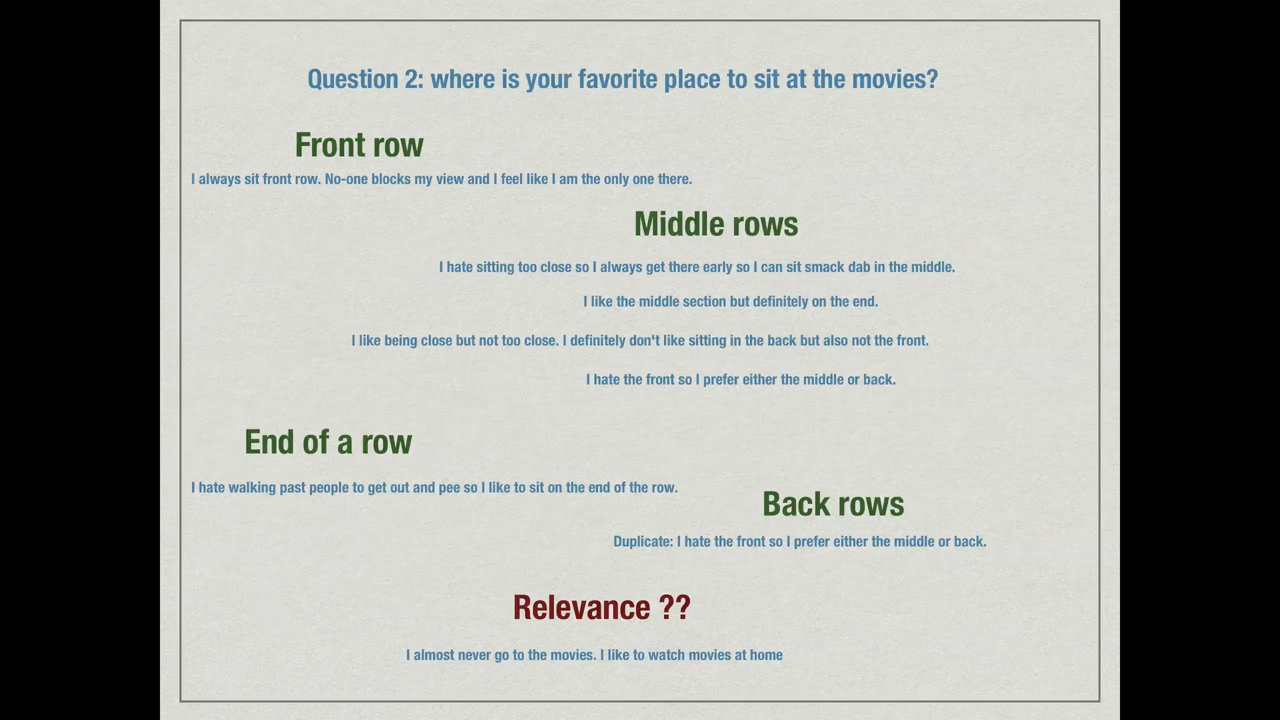 Question 2: where is your favorite place to sit at the movies?
Front row
I always sit front row. No-one blocks my view and I feel like I am the only one there.
Middle rows
I hate sitting too close so I always get there early so I can sit smack dab in the middle.
I like the middle section but definitely on the end.
I like being close but not too close. I definitely don't like sitting in the back but also not the front.
I hate the front so I prefer either the middle or back.
End of a row
I hate walking past people to get out and pee so I like to sit on the end of the row.
Back rows
Duplicate: I hate the front so I prefer either the middle or back.
Relevance ??
I almost never go to the movies. I like to watch movies at home